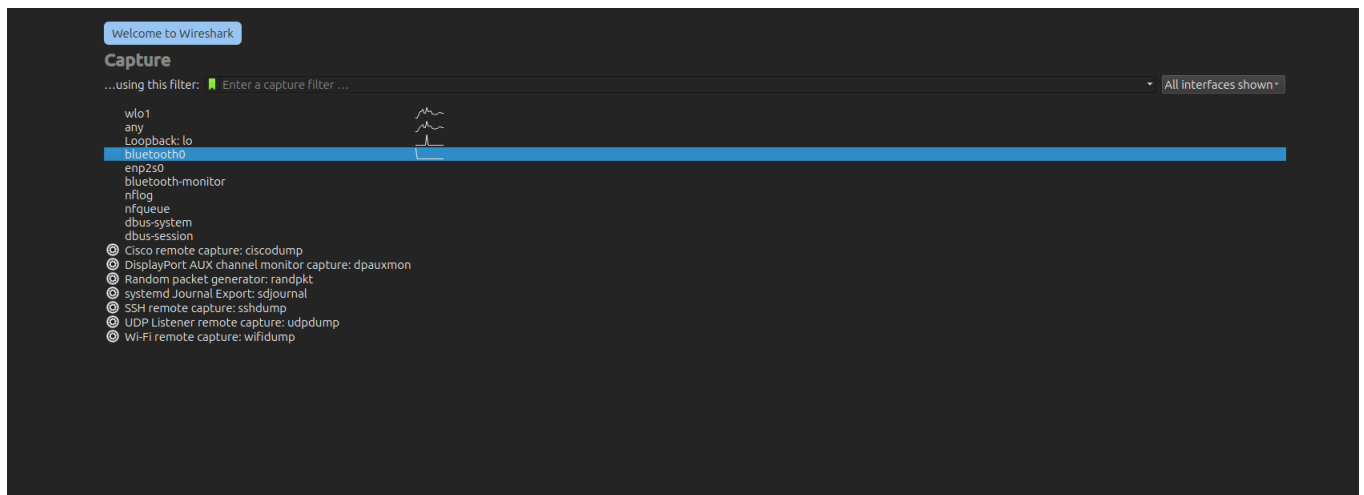 Welcome to Wireshark
Capture
...using this filter: Enter a capture filter ... All interfaces shown
wlo1
any
Loopback: lo
bluetooth0
enp2s0
bluetooth-monitor
nflog
nfqueue
dbus-system
dbus-session
Cisco remote capture: ciscodump
DisplayPort AUX channel monitor capture: dpauxmon
Random packet generator: randpkt
systemd Journal Export: sdjournal
SSH remote capture: sshdump
UDP Listener remote capture: udpdump
Wi-Fi remote capture: wifidump